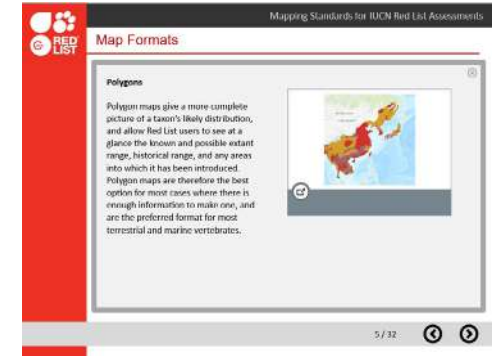 Mapping Standards for IUCN Red List Assessments
RED
LIST
Map Formats
Polygons
Polygon maps give a more complete
picture of a taxon's likely distribution,
and allow Red List users to see at a
glance the known and possible extant
range, historical range, and any areas
into which it has been introduced.
Polygon maps are therefore the best
option for most cases where there is
enough information to make one, and
are the preferred format for most
terrestrial and marine vertebrates.
5 / 32